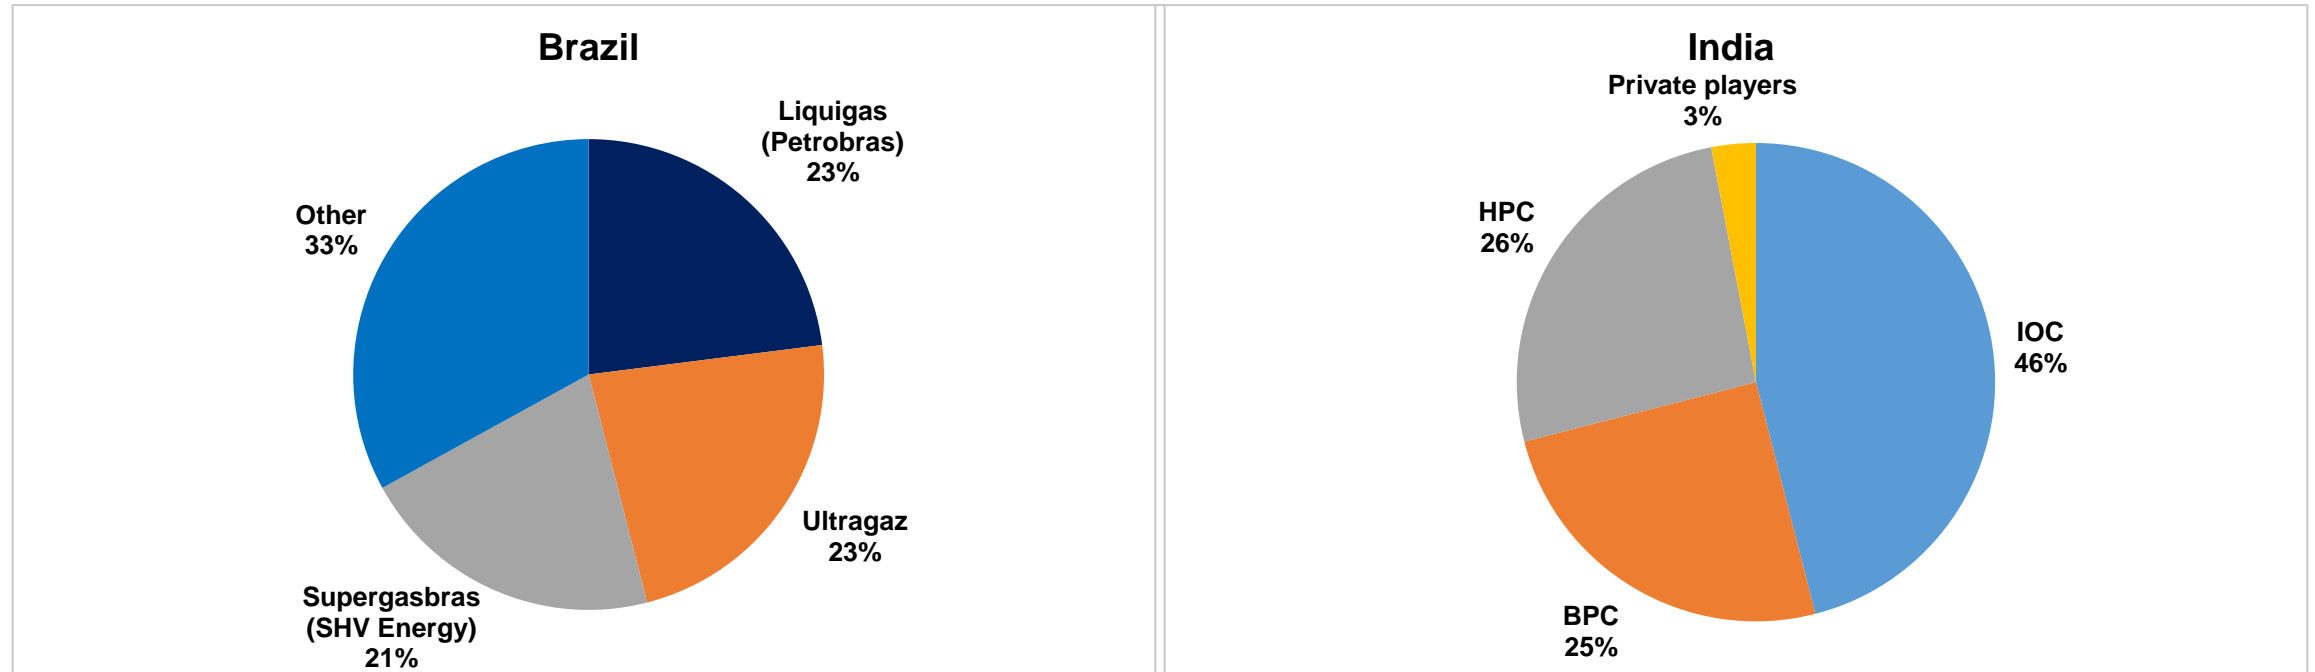 Brazil
Liquigas
(Petrobras)
23%
Other
33%
Ultragaz
23%
Supergasbras
(SHV Energy)
21%
India
Private players
3%
HPC
26%
IOC
46%
BPC
25%